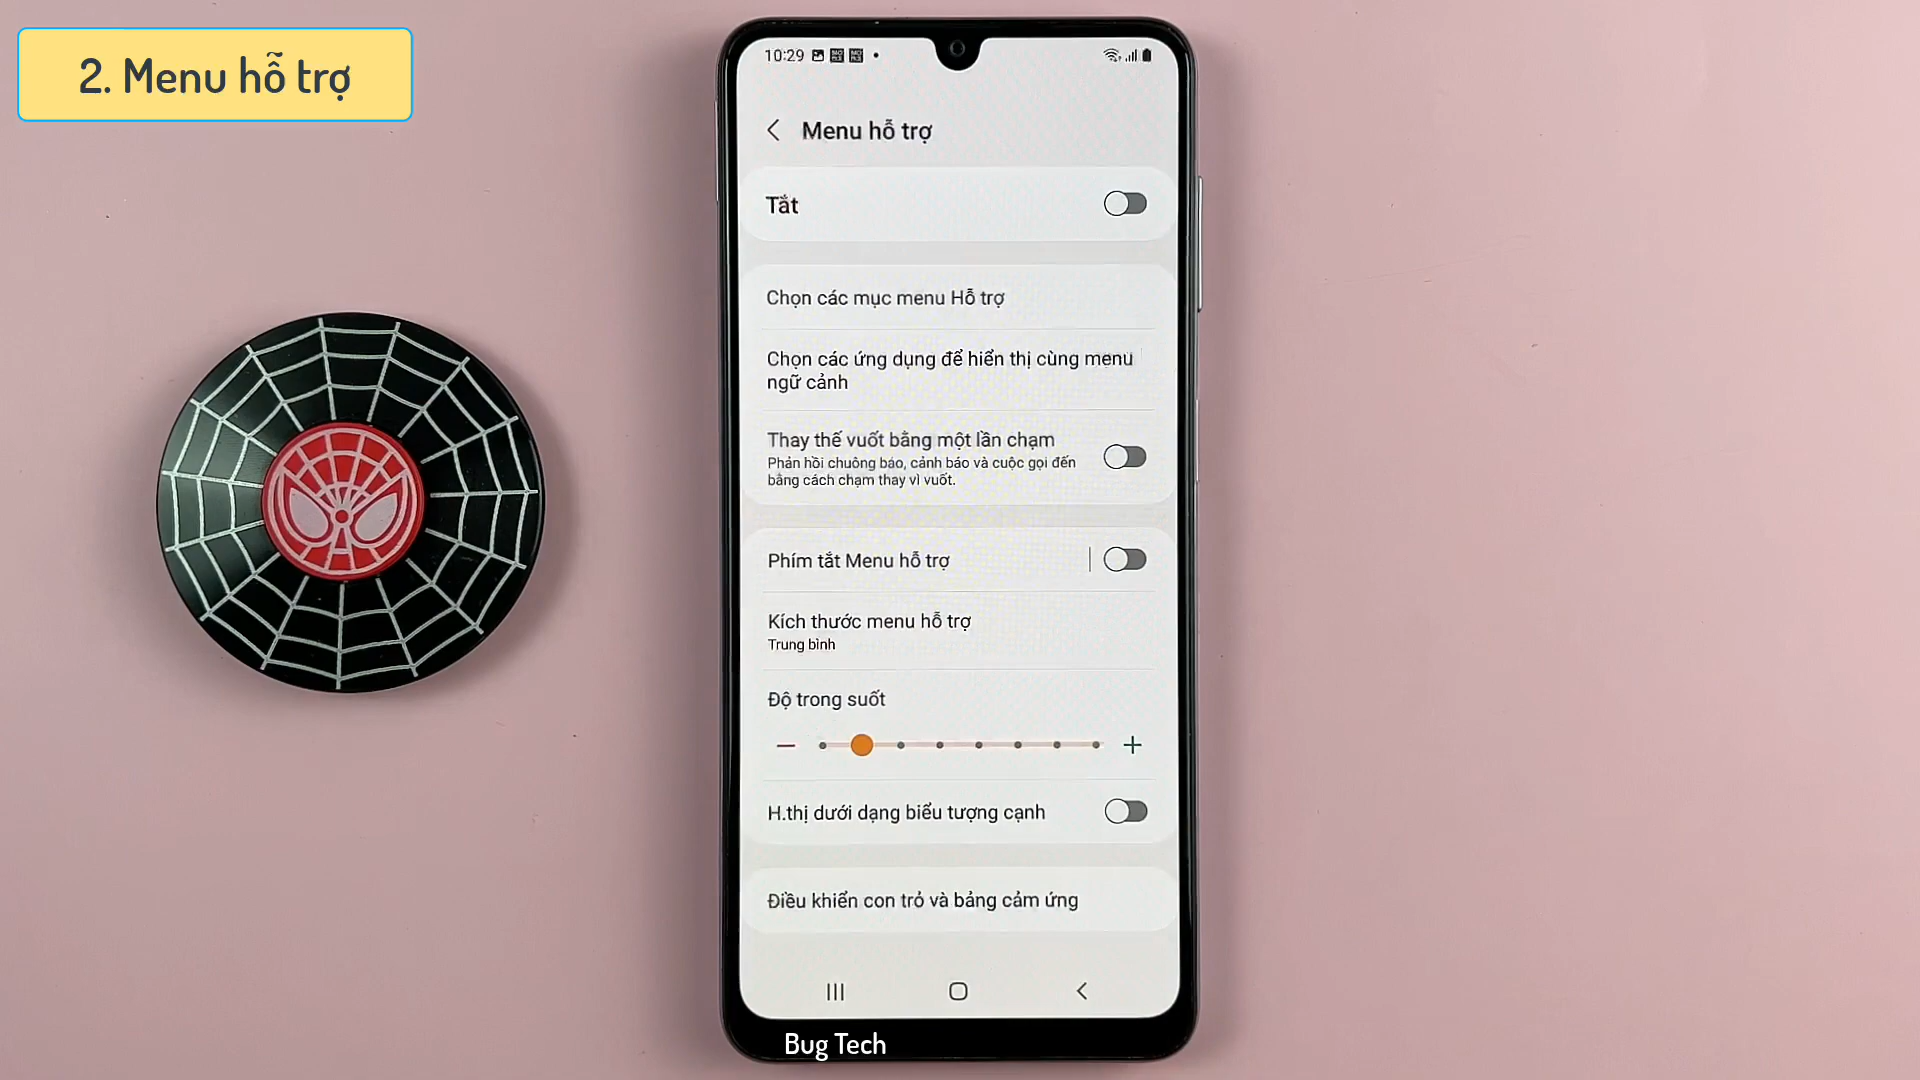 2. Menu hỗ trợ
10:29
Menu hỗ trợ
Tắt
Chọn các mục menu Hỗ trợ
Chọn các ứng dụng để hiển thị cùng menu
ngữ cảnh
Thay thế vuốt bằng một lần chạm
Phản hồi chuông báo, cảnh báo và cuộc gọi đến
bằng cách chạm thay vì vuốt.
Phím tắt Menu hỗ trợ
Kích thước menu hỗ trợ
Trung bình
Độ trong suốt
H.thị dưới dạng biểu tượng cạnh
Điều khiển con trỏ và bảng cảm ứng
Bug Tech